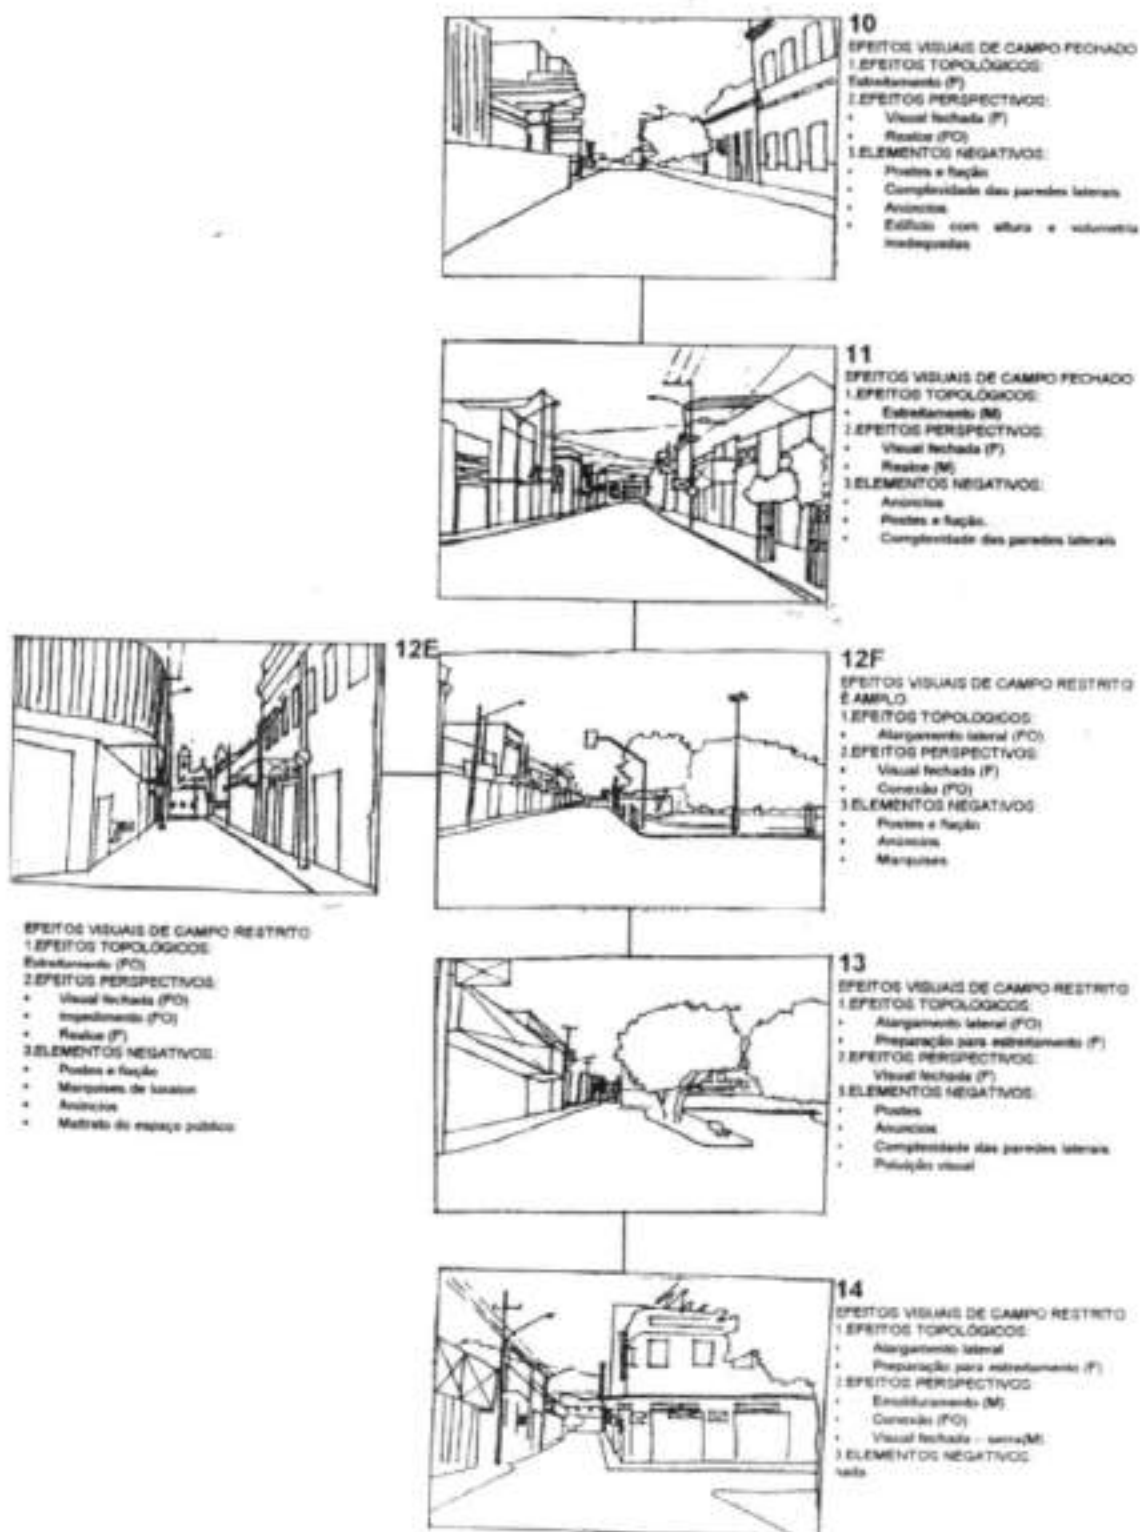 10
EFEITOS VISUAIS DE CAMPO FECHADO
1.EFEITOS TOPOLÓGICOS:
Estreitamento (F)
2.EFEITOS PERSPECTIVOS:
• Visual fechada (F)
• Realce (FO)
3.ELEMENTOS NEGATIVOS:
• Postes e fiação
• Complexidade das paredes laterais
• Anúncios
• Edifício com altura e volumetria
inadequadas
11
EFEITOS VISUAIS DE CAMPO FECHADO
1.EFEITOS TOPOLÓGICOS:
• Estreitamento (M)
2.EFEITOS PERSPECTIVOS:
• Visual fechada (F)
• Realce (M)
3.ELEMENTOS NEGATIVOS:
• Anúncios
• Postes e fiação.
• Complexidade das paredes laterais
12E
EFEITOS VISUAIS DE CAMPO RESTRITO
1.EFEITOS TOPOLÓGICOS:
Estreitamento (FO)
2.EFEITOS PERSPECTIVOS:
• Visual fechada (FO)
• Impedimento (FO)
• Realce (F)
3.ELEMENTOS NEGATIVOS:
• Postes e fiação
• Marquises de
• Anúncios
• Maltrato do espaço público
12F
EFEITOS VISUAIS DE CAMPO RESTRITO
E AMPLO
1.EFEITOS TOPOLÓGICOS:
• Alargamento lateral (FO)
2.EFEITOS PERSPECTIVOS:
• Visual fechada (F)
• Conexão (FO)
3.ELEMENTOS NEGATIVOS:
• Postes e fiação
• Anúncios
• Marquises
13
EFEITOS VISUAIS DE CAMPO RESTRITO
1.EFEITOS TOPOLÓGICOS:
• Alargamento lateral (FO)
• Preparação para estreitamento (F)
2.EFEITOS PERSPECTIVOS:
Visual fechada (F)
3.ELEMENTOS NEGATIVOS:
• Postes
• Anúncios
• Complexidade das paredes laterais
• Poluição visual
14
EFEITOS VISUAIS DE CAMPO RESTRITO
1.EFEITOS TOPOLÓGICOS:
• Alargamento lateral
• Preparação para estreitamento (F)
2.EFEITOS PERSPECTIVOS:
• Emolduramento (M)
• Conexão (FO)
• Visual fechada – serra(M)
3.ELEMENTOS NEGATIVOS:
nada